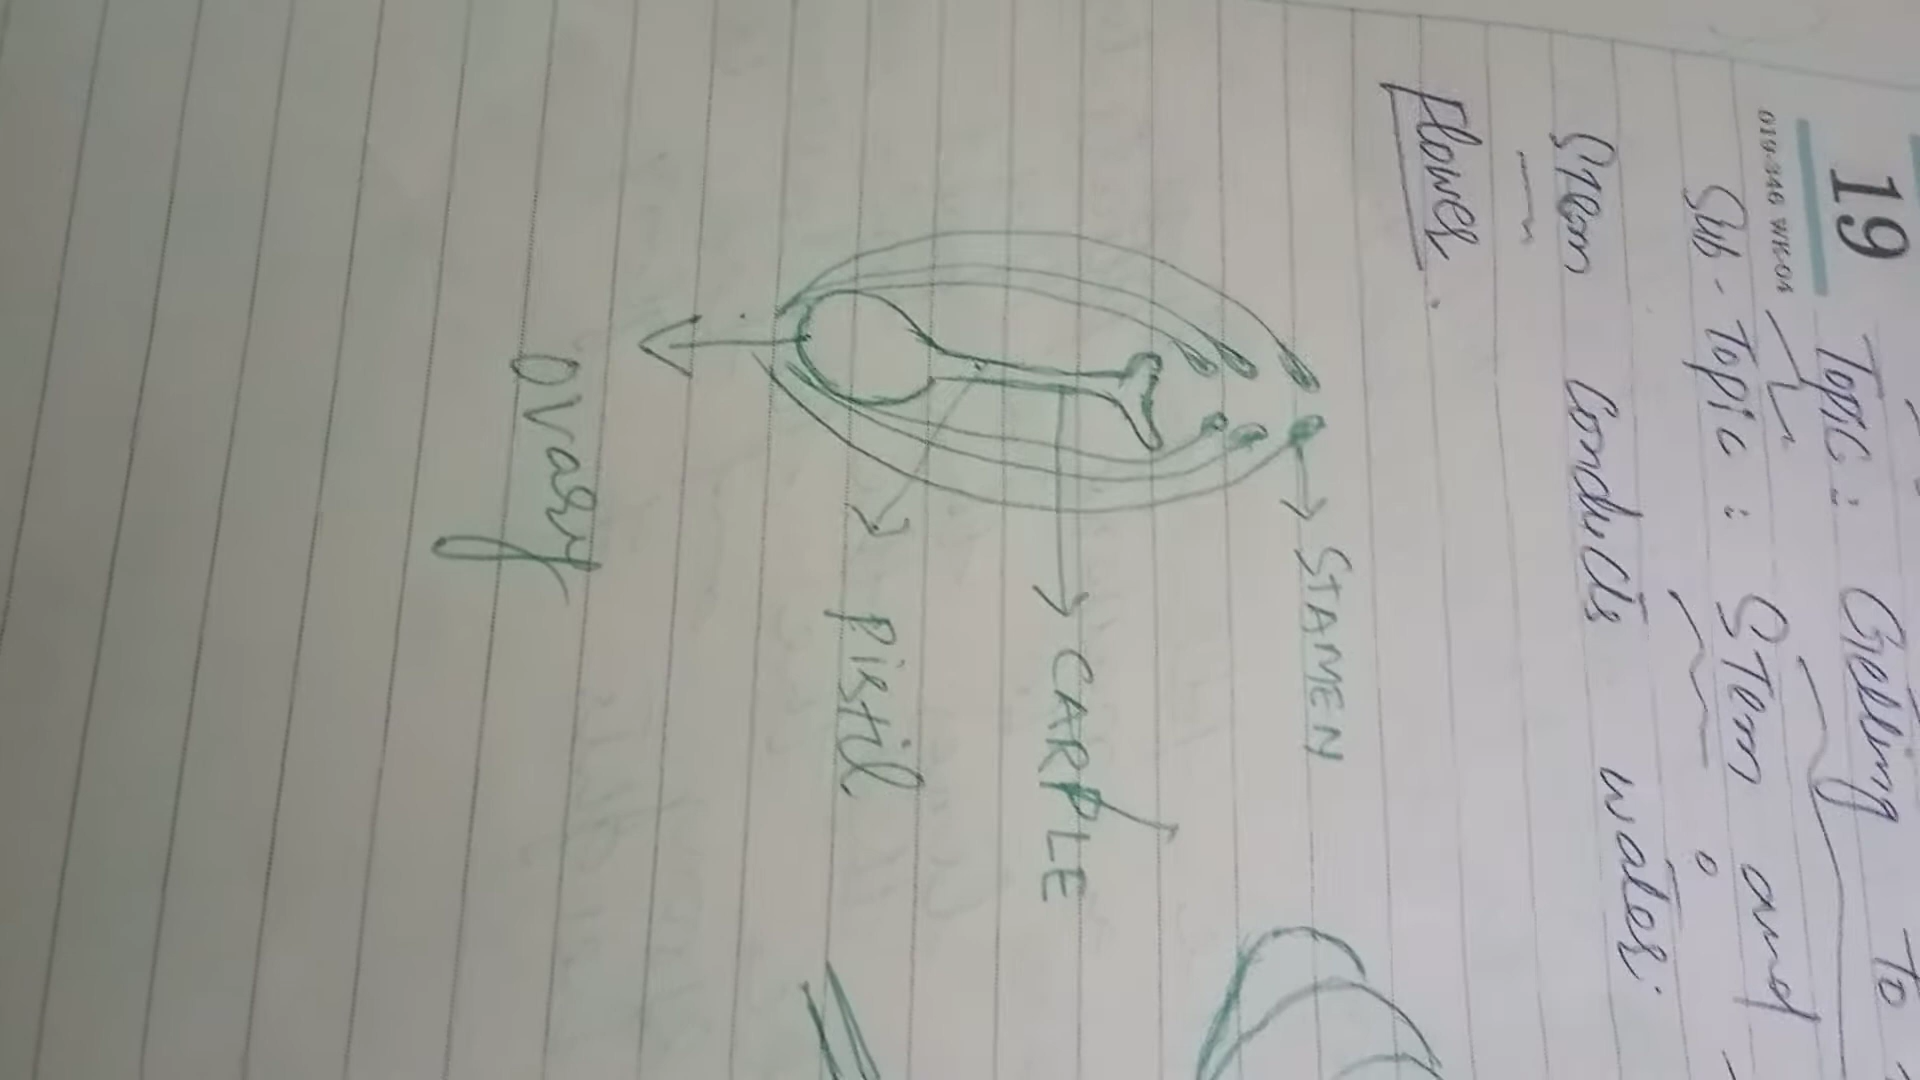 19
Topic: Getting To
Sub-Topic: STem and
STem Conducts water:
Flower.
STAMEN
CARPLE
Pistil
Ovary